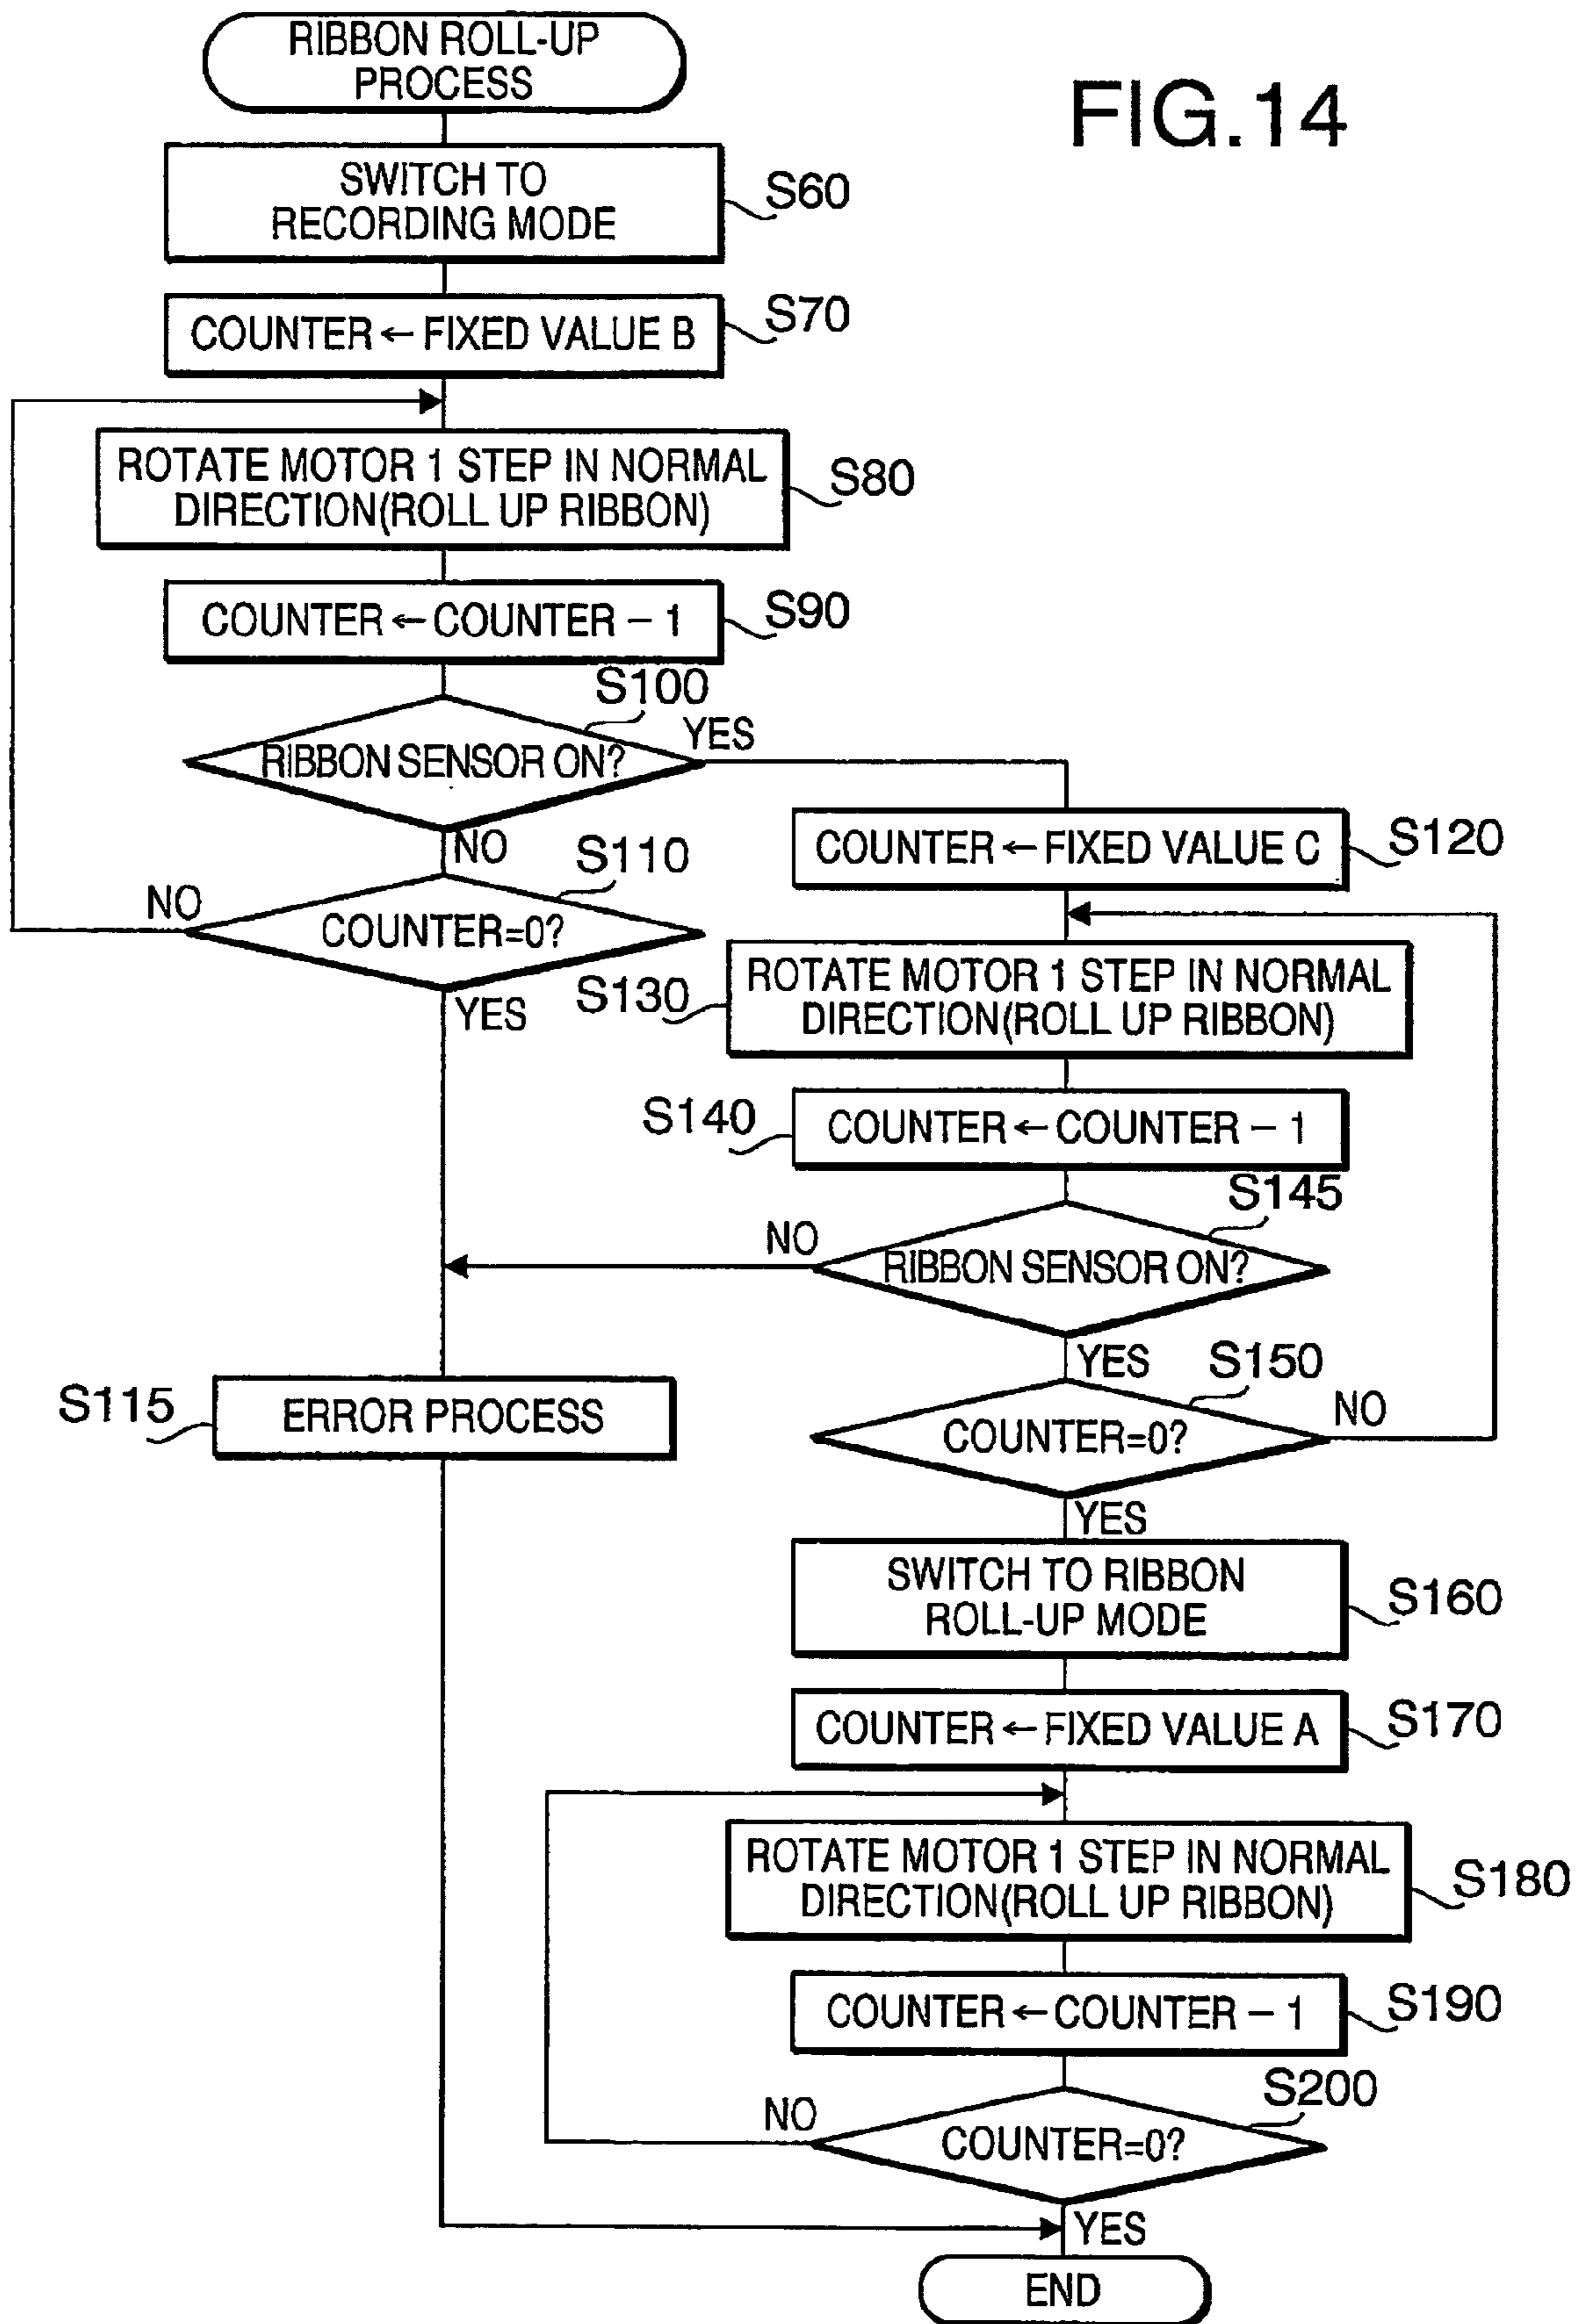 RIBBON ROLL-UP
PROCESS
FIG.14
SWITCH TO
RECORDING MODE
S60
COUNTER←FIXED VALUE B
S70
ROTATE MOTOR 1 STEP IN NORMAL
DIRECTION(ROLL UP RIBBON)
S80
COUNTER←COUNTER－1
S90
S100
RIBBON SENSOR ON?
YES
NO
S110
NO
COUNTER=0?
YES
COUNTER←FIXED VALUE C
S120
S130
ROTATE MOTOR 1 STEP IN NORMAL
DIRECTION(ROLL UP RIBBON)
S140
COUNTER←COUNTER－1
S145
NO
RIBBON SENSOR ON?
YES
S150
S115
ERROR PROCESS
COUNTER=0?
NO
YES
SWITCH TO RIBBON
ROLL-UP MODE
S160
COUNTER←FIXED VALUE A
S170
ROTATE MOTOR 1 STEP IN NORMAL
DIRECTION(ROLL UP RIBBON)
S180
COUNTER←COUNTER－1
S190
S200
NO
COUNTER=0?
YES
END